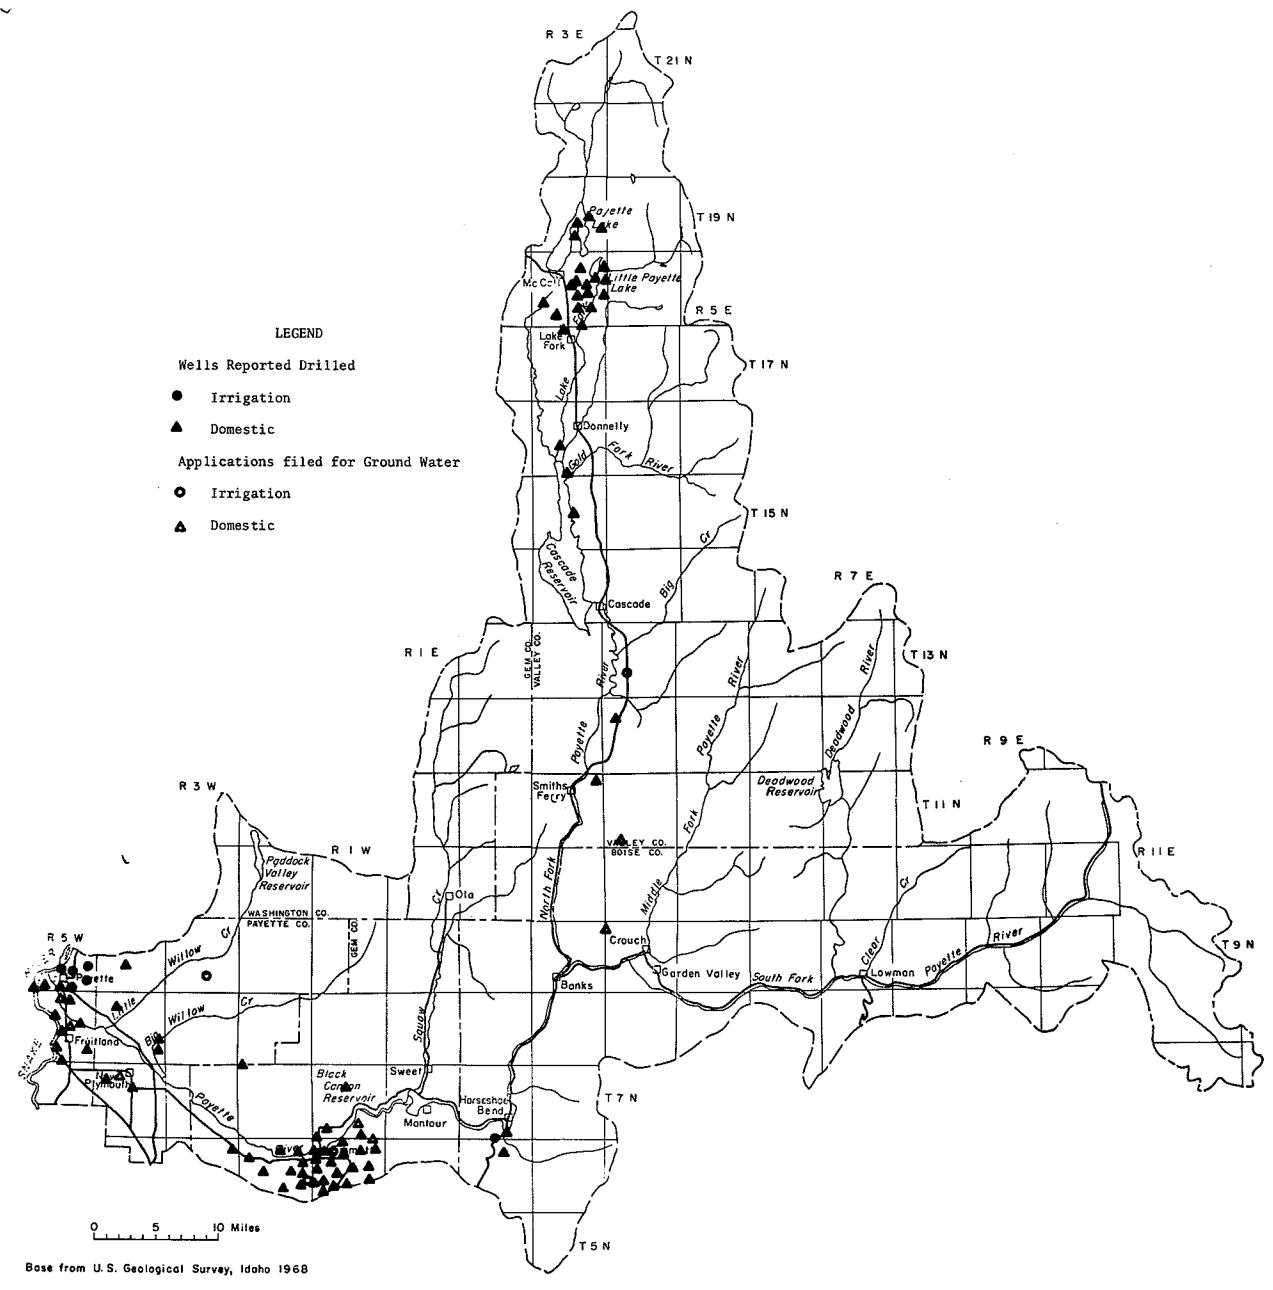 R 3 E
T 21 N
Payette
Lake
T 19 N
Little Payette
Lake
R 5 E
LEGEND
Wells Reported Drilled
Irrigation
Domestic
Applications filed for Ground Water
Irrigation
Domestic
Lake
Fork
Fork
T 17 N
Lake
Donnelly
Gold
Fork
River
T 15 N
Cr
Big
Cascade
Reservoir
Cascade
R 7 E
R 1 E
GEM CO.
VALLEY CO.
T 13 N
River
River
River
Payette
Payette
Deadwood
R 9 E
Smiths
Ferry
Deadwood
Reservoir
R 3 W
T 11 N
Fork
VALLEY CO.
BOISE CO.
R 1 W
R 11 E
Paddock
Valley
Reservoir
North Fork
Middle
Cr
Cr
Ola
WASHINGTON CO.
PAYETTE CO.
GEM CO.
R 5 W
Cr
Willow
Crouch
Clear
River
Payette
T 9 N
Payette
Garden Valley
South Fork
Lowman
Banks
Little
Willow
Cr
Big
Squaw
Fruitland
SNAKE
RIVER
New
Plymouth
Sweet
Black
Canyon
Reservoir
Payette
Horseshoe
Bend
Montour
T 7 N
River
0 5 10 Miles
T 5 N
Base from U.S. Geological Survey, Idaho 1968